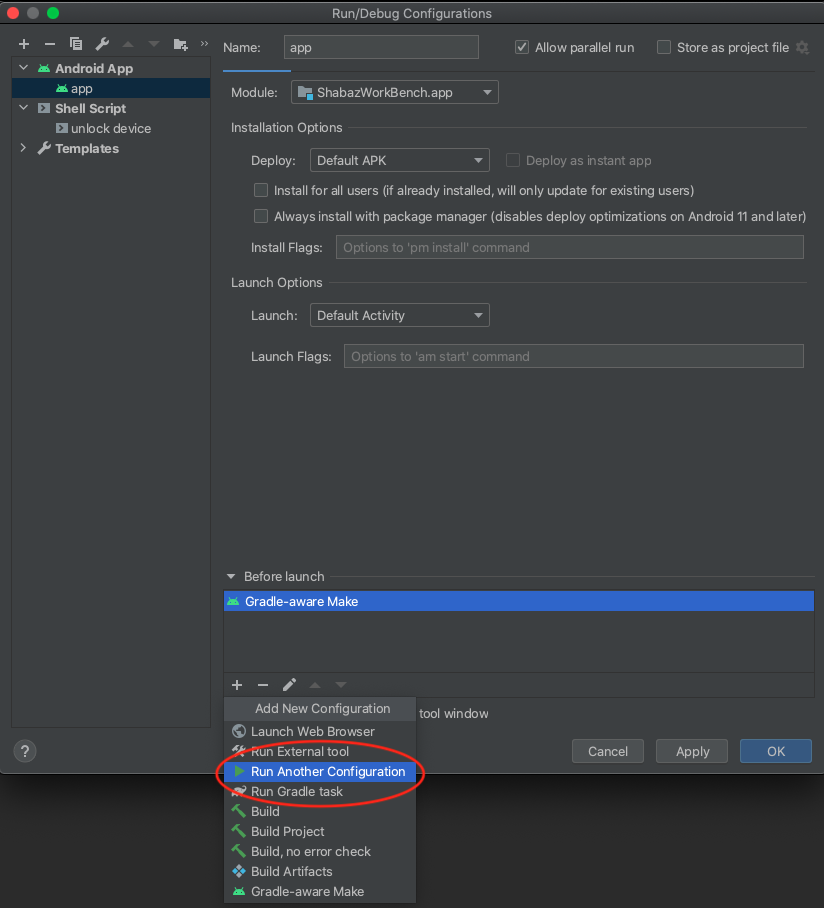 Run/Debug Configurations
Name: app Allow parallel run Store as project file
Android App
app
Shell Script
unlock device
Templates
Module: ShabazWorkBench.app
Installation Options
Deploy: Default APK Deploy as instant app
Install for all users (if already installed, will only update for existing users)
Always install with package manager (disables deploy optimizations on Android 11 and later)
Install Flags: Options to 'pm install' command
Launch Options
Launch: Default Activity
Launch Flags: Options to 'am start' command
Before launch
Gradle-aware Make
Add New Configuration
tool window
Launch Web Browser
Run External tool
Run Another Configuration
Run Gradle task
Build
Build Project
Build, no error check
Build Artifacts
Gradle-aware Make
?
Cancel Apply OK